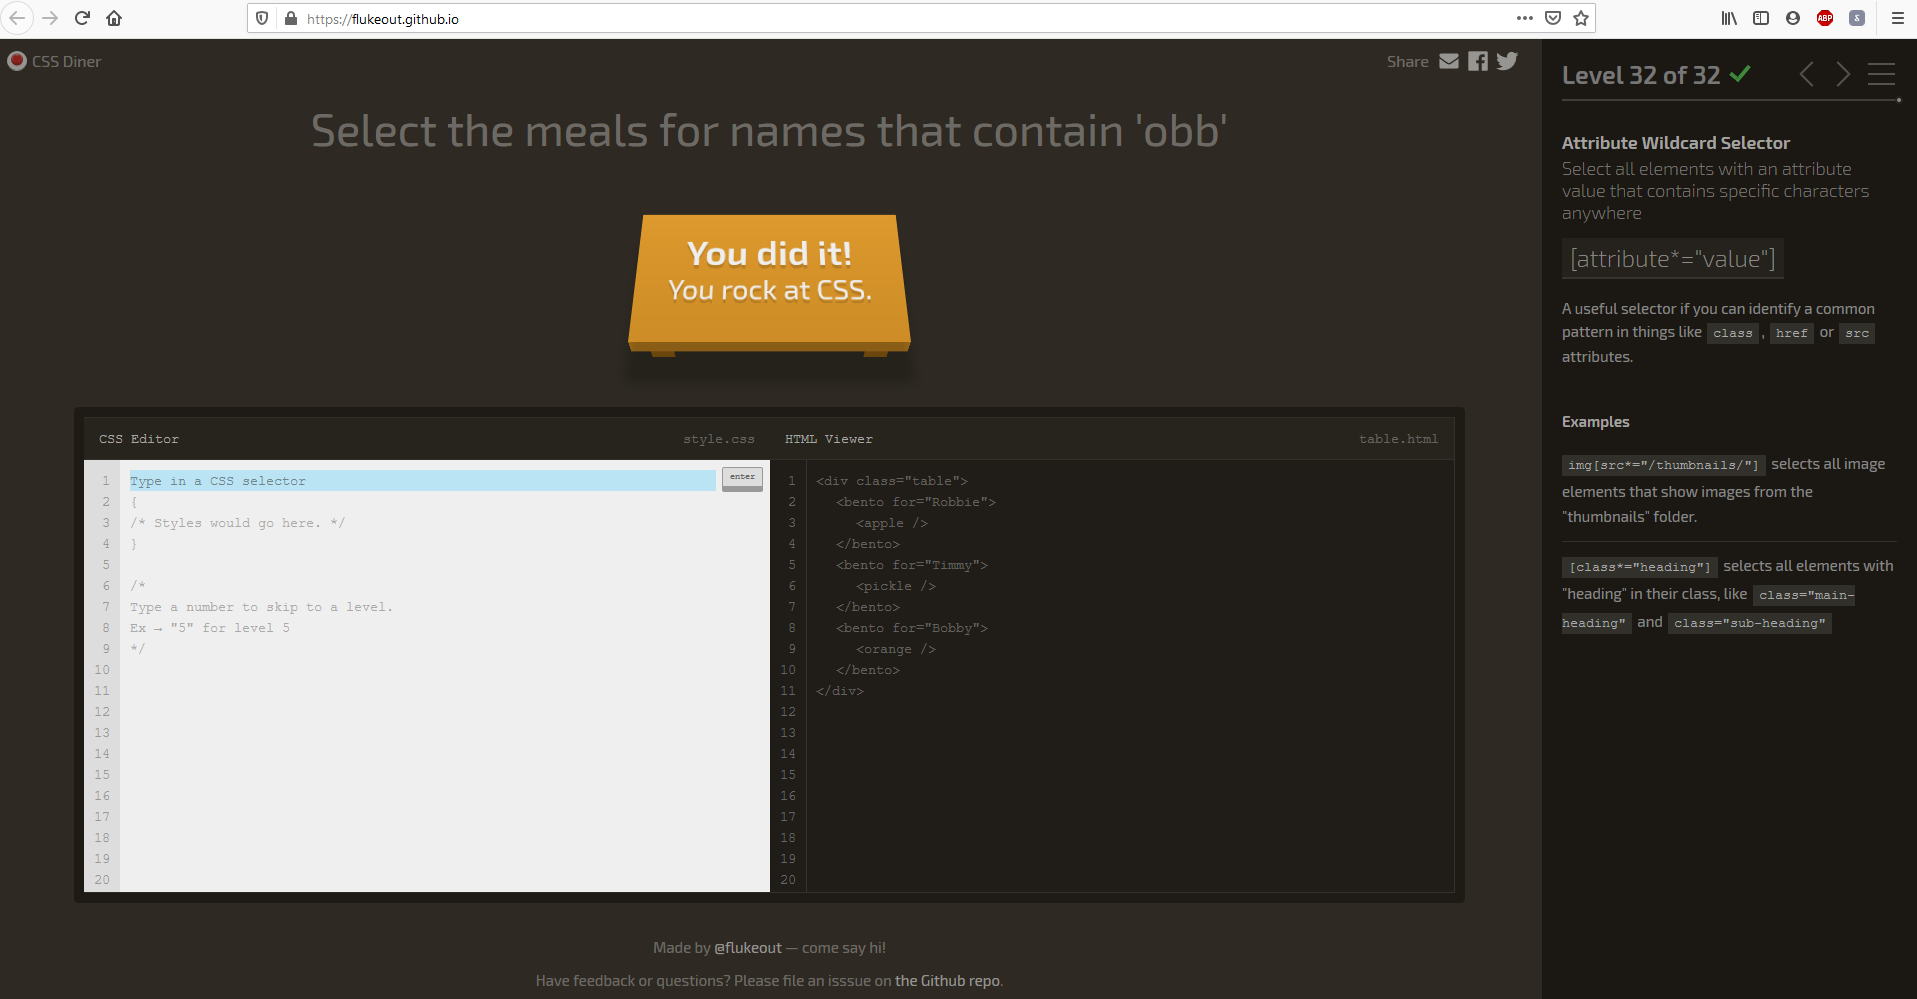 https://flukeout.github.io
ABP
S
CSS Diner
Share
Select the meals for names that contain 'obb'
You did it!
You rock at CSS.
CSS Editor style.css
1 Type in a CSS selector
enter
2 {
3 /* Styles would go here. */
4 }
5
6 /*
7 Type a number to skip to a level.
8 Ex → "5" for level 5
9 */
10
11
12
13
14
15
16
17
18
19
20
HTML Viewer table.html
1 <div class="table">
2 <bento for="Robbie">
3 <apple />
4 </bento>
5 <bento for="Timmy">
6 <pickle />
7 </bento>
8 <bento for="Bobby">
9 <orange />
10 </bento>
11 </div>
12
13
14
15
16
17
18
19
20
Made by @flukeout — come say hi!
Have feedback or questions? Please file an isssue on the Github repo.
Level 32 of 32
Attribute Wildcard Selector
Select all elements with an attribute
value that contains specific characters
anywhere
[attribute*="value"]
A useful selector if you can identify a common
pattern in things like class , href or src
attributes.
Examples
img[src*="/thumbnails/"] selects all image
elements that show images from the
"thumbnails" folder.
[class*="heading"] selects all elements with
"heading" in their class, like class="main-
heading" and class="sub-heading"